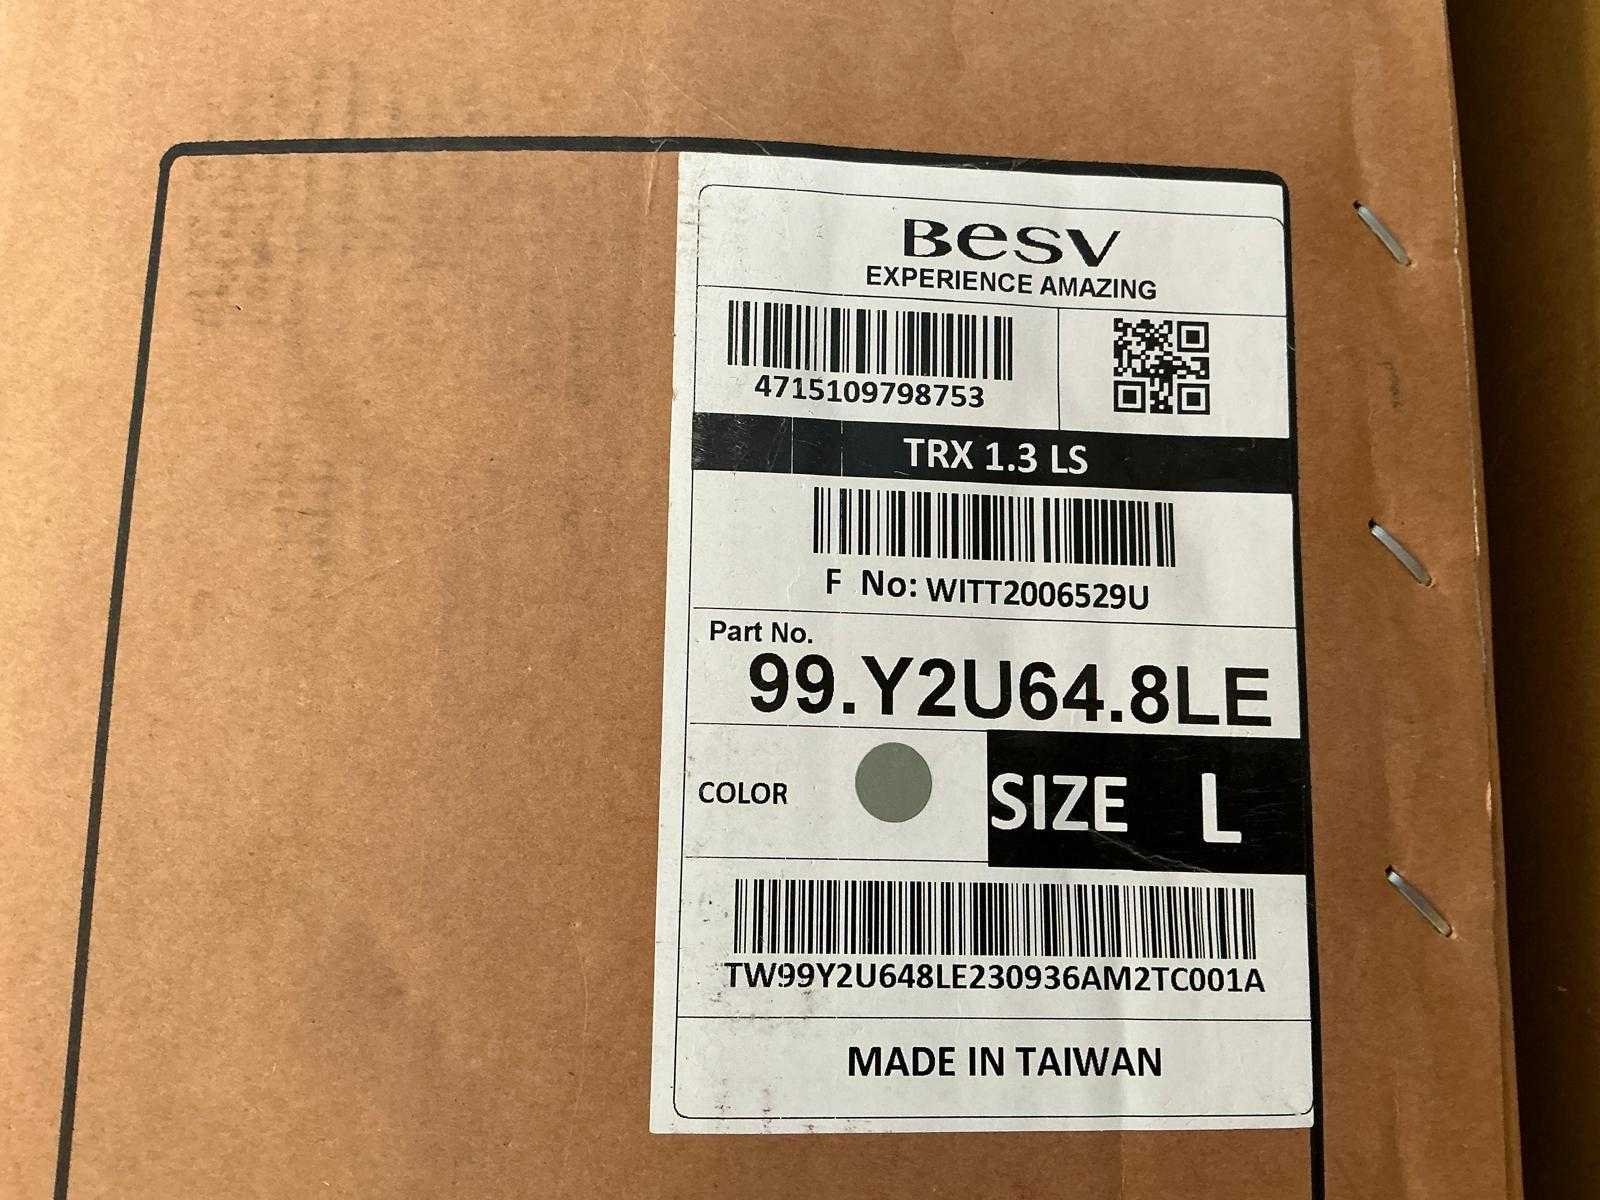 BESV
EXPERIENCE AMAZING
4715109798753
TRX 1.3 LS
F No: WITT2006529U
Part No.
99.Y2U64.8LE
COLOR
SIZE L
TW99Y2U648LE230936AM2TC001A
MADE IN TAIWAN